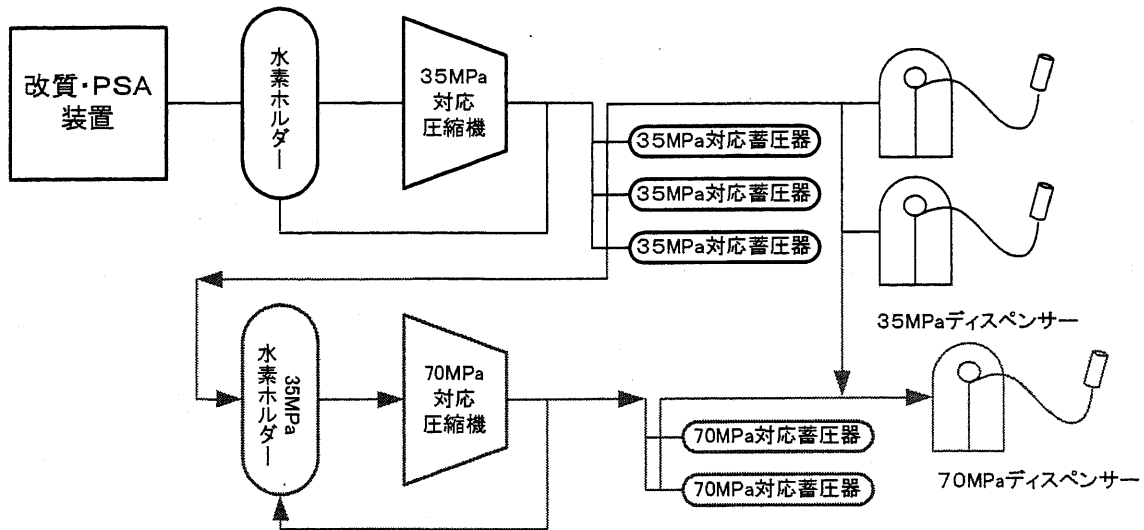 改質・PSA
装置
水素ホルダー
35MPa
対応
圧縮機
35MPa対応蓄圧器
35MPa対応蓄圧器
35MPa対応蓄圧器
35MPaディスペンサー
35MPa
水素ホルダー
70MPa
対応
圧縮機
70MPa対応蓄圧器
70MPa対応蓄圧器
70MPaディスペンサー